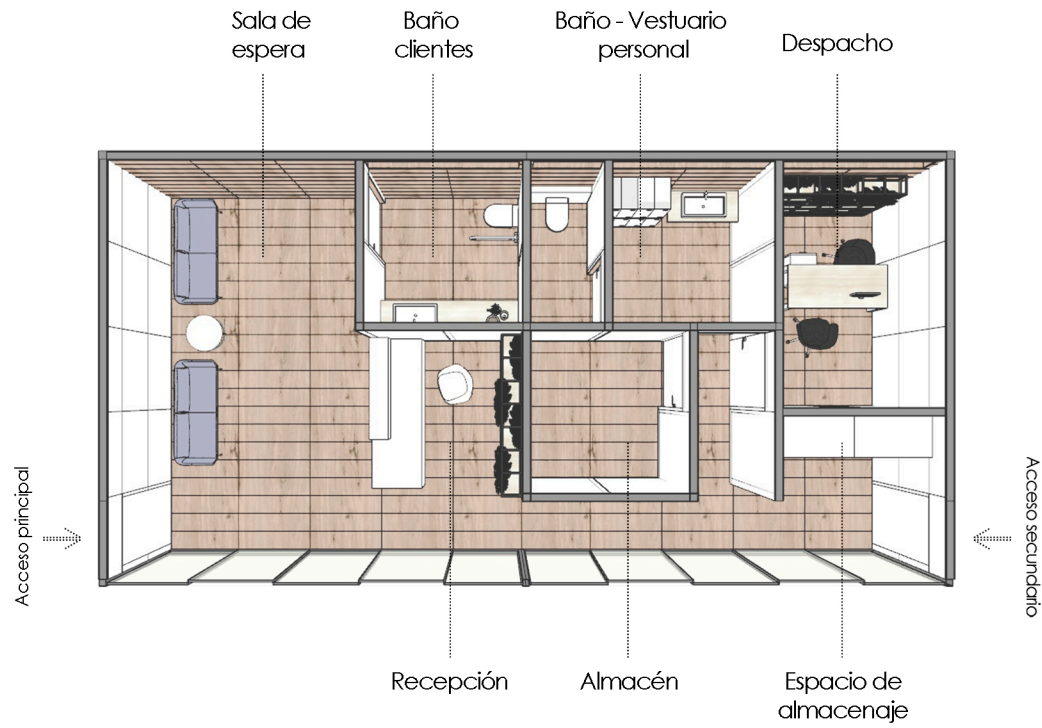 Sala de
espera
Baño
clientes
Baño - Vestuario
personal
Despacho
Acceso principal
Acceso secundario
Recepción
Almacén
Espacio de
almacenaje